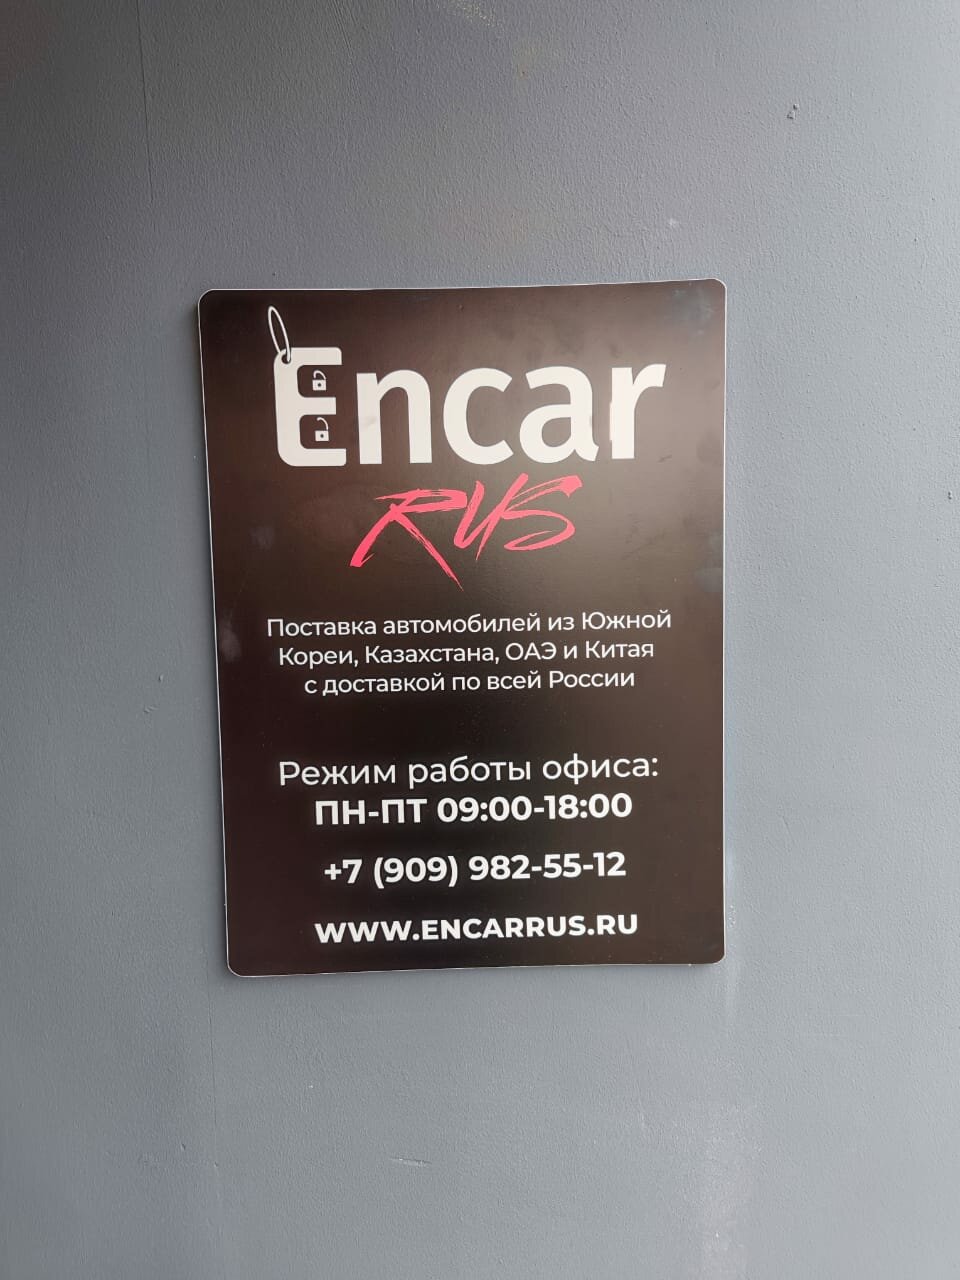 Encar
RUS
Поставка автомобилей из Южной
Кореи, Казахстана, ОАЭ и Китая
с доставкой по всей России
Режим работы офиса:
ПН-ПТ 09:00-18:00
+7 (909) 982-55-12
WWW.ENCARRUS.RU